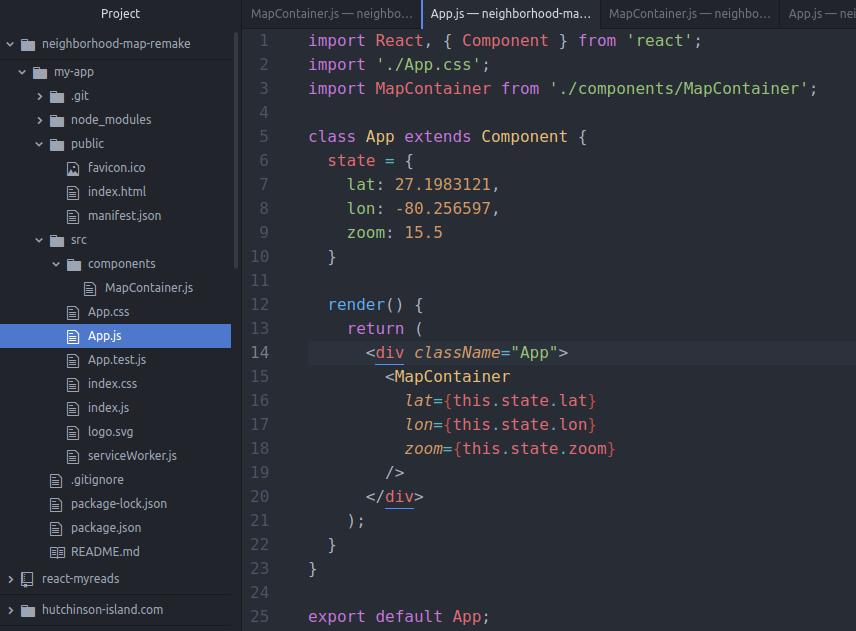 Project
neighborhood-map-remake
my-app
.git
node_modules
public
favicon.ico
index.html
manifest.json
src
components
MapContainer.js
App.css
App.js
App.test.js
index.css
index.js
logo.svg
serviceWorker.js
.gitignore
package-lock.json
package.json
README.md
react-myreads
hutchinson-island.com
MapContainer.js — neighbo... App.js — neighborhood-ma... MapContainer.js — neighbo... App.js — nei
1 import React, { Component } from 'react';
2 import './App.css';
3 import MapContainer from './components/MapContainer';
4
5 class App extends Component {
6   state = {
7     lat: 27.1983121,
8     lon: -80.256597,
9     zoom: 15.5
10   }
11
12   render() {
13     return (
14       <div className="App">
15         <MapContainer
16           lat={this.state.lat}
17           lon={this.state.lon}
18           zoom={this.state.zoom}
19         />
20       </div>
21     );
22   }
23 }
24
25 export default App;